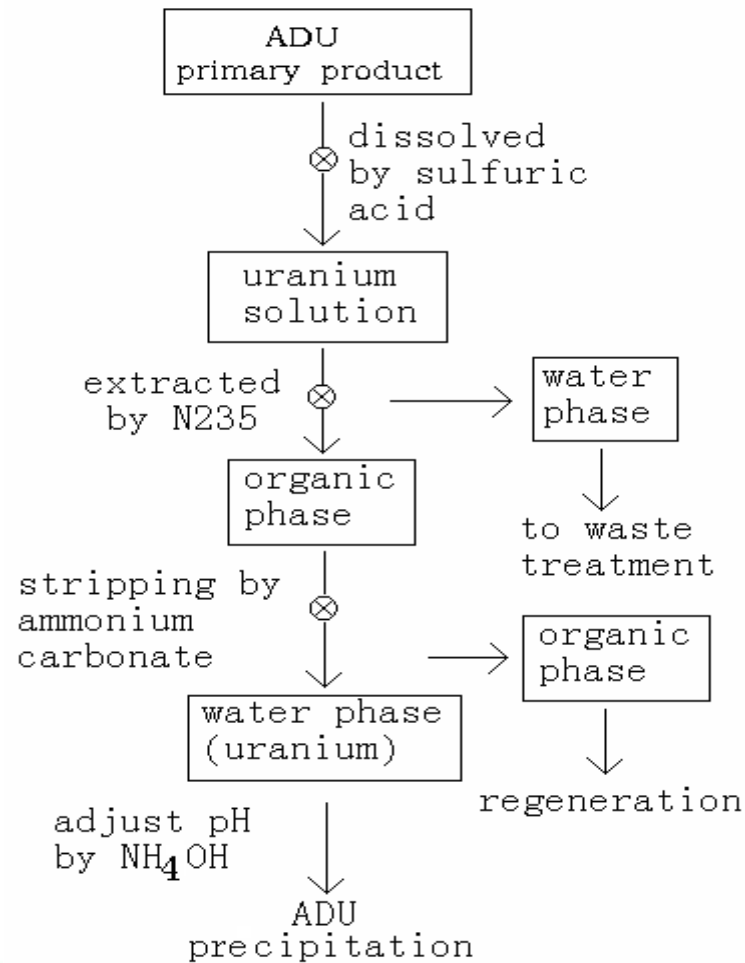 ADU
primary product
dissolved
by sulfuric
acid
uranium
solution
extracted
by N235
water
phase
organic
phase
to waste
treatment
stripping by
ammonium
carbonate
organic
phase
water phase
(uranium)
regeneration
adjust pH
by NH₄OH
ADU
precipitation